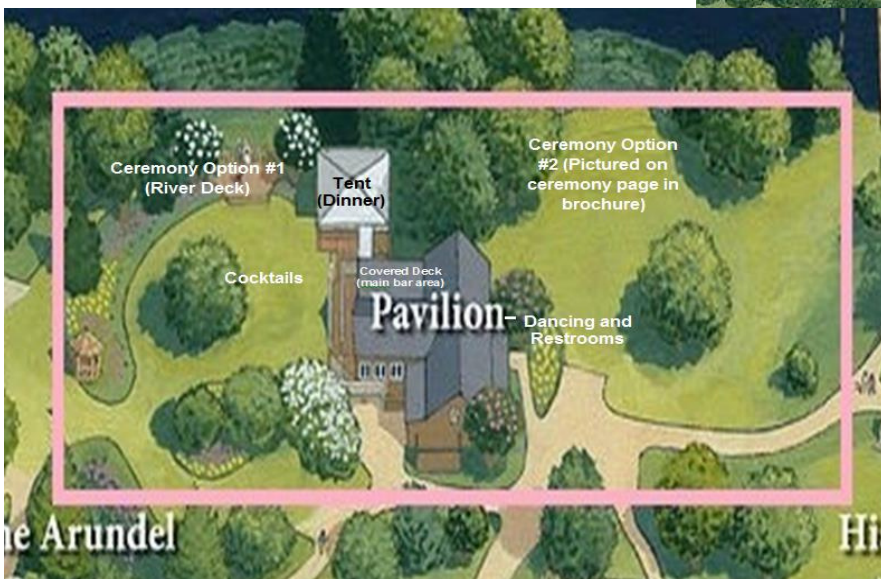 Ceremony Option #1
(River Deck)
Tent
(Dinner)
Ceremony Option
#2 (Pictured on
ceremony page in
brochure)
Cocktails
Covered Deck
(main bar area)
Pavilion-
Dancing and
Restrooms
Arundel